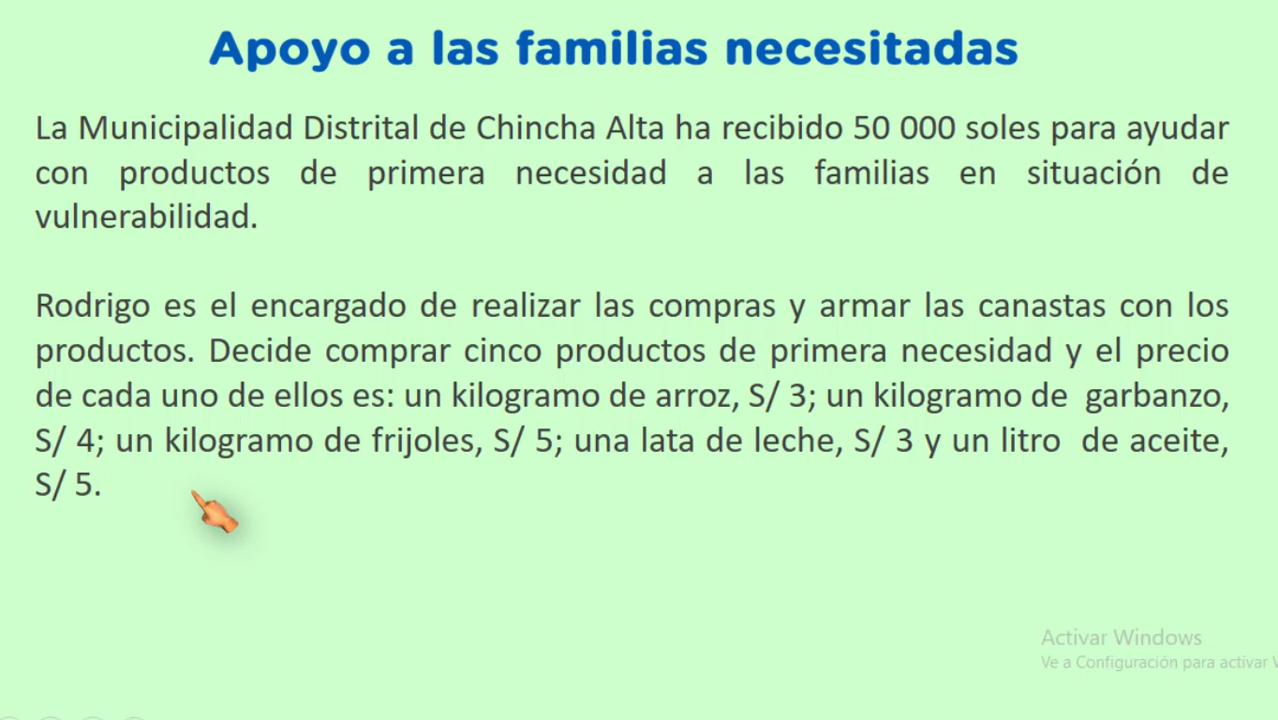 Apoyo a las familias necesitadas
La Municipalidad Distrital de Chincha Alta ha recibido 50 000 soles para ayudar
con productos de primera necesidad a las familias en situación de
vulnerabilidad.
Rodrigo es el encargado de realizar las compras y armar las canastas con los
productos. Decide comprar cinco productos de primera necesidad y el precio
de cada uno de ellos es: un kilogramo de arroz, S/ 3; un kilogramo de garbanzo,
S/ 4; un kilogramo de frijoles, S/ 5; una lata de leche, S/ 3 y un litro de aceite,
S/ 5.
Activar Windows
Ve a Configuración para activar